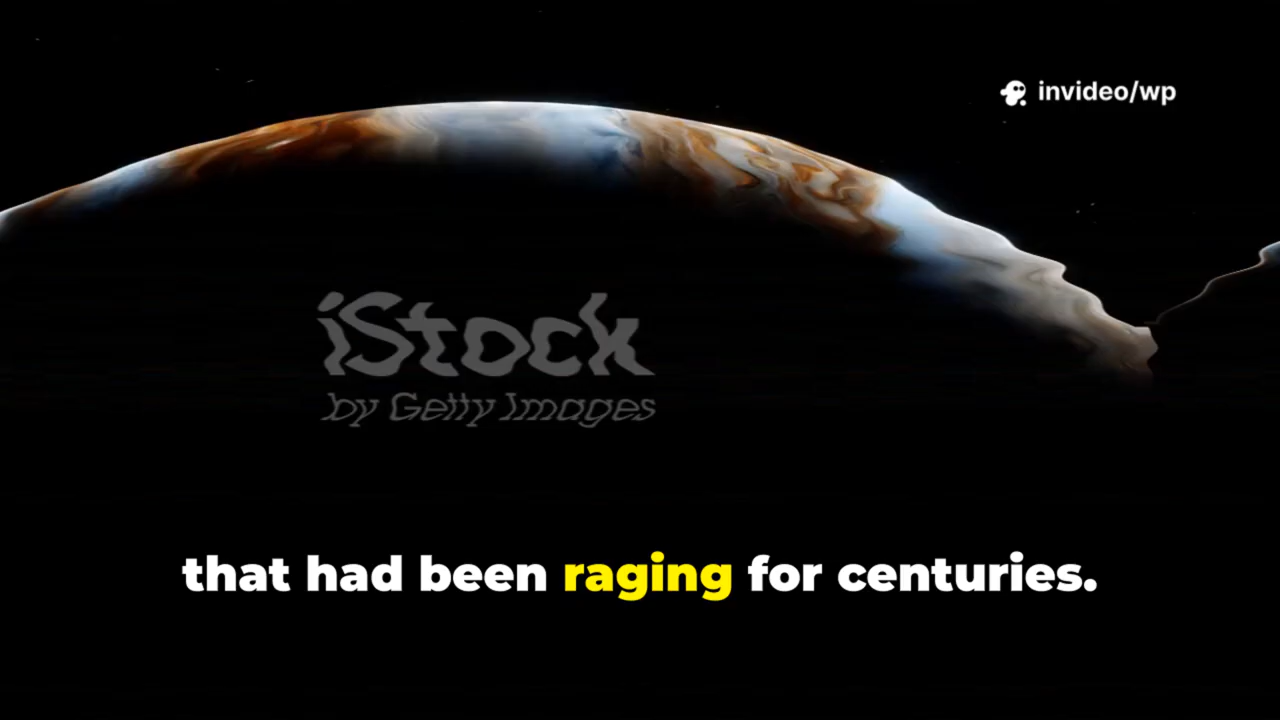 invideo/wp
iStock
by Getty Images
that had been raging for centuries.